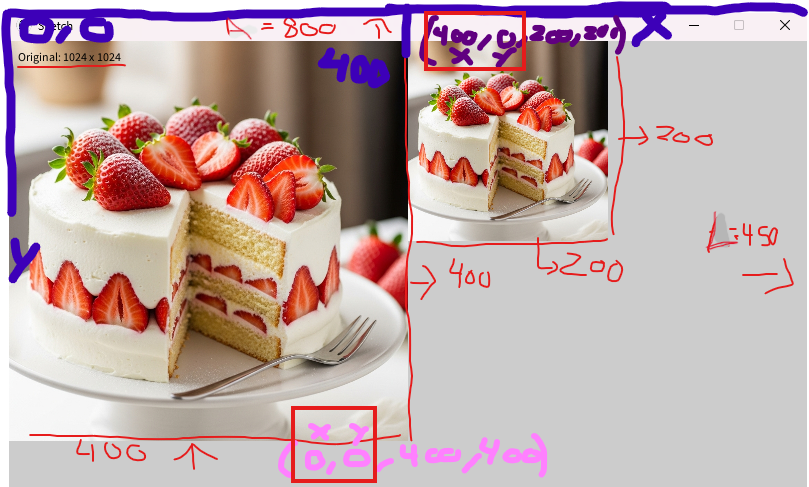 0,0
Sketch
A = 800
(400,0,200,200)
X Y
X
Original: 1024 x 1024
400
→200
=450
Y
→400
→200
→
X Y
400 ↑
(0,0,400,400)